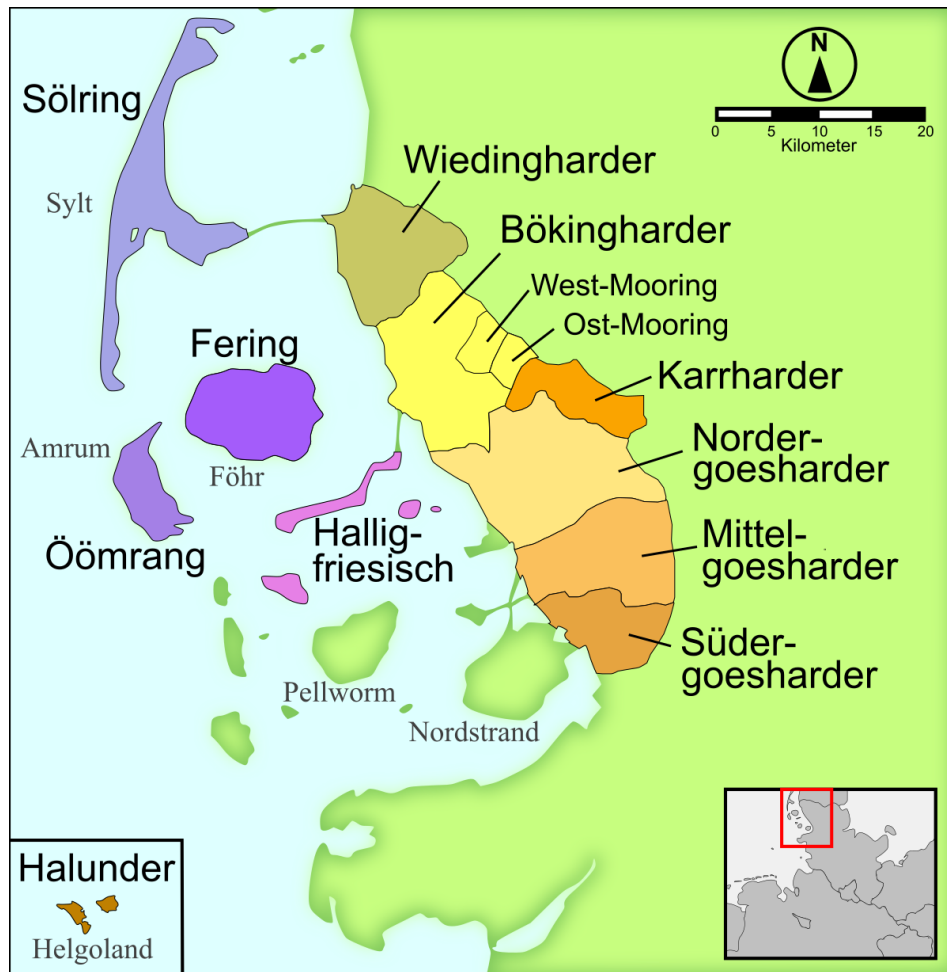 N
0 5 10 15 20
Kilometer
Sölring
Sylt
Wiedingharder
Bökingharder
West-Mooring
Ost-Mooring
Fering
Föhr
Karrharder
Amrum
Öömrang
Norder-
goesharder
Hallig-
friesisch
Mittel-
goesharder
Süder-
goesharder
Pellworm
Nordstrand
Halunder
Helgoland